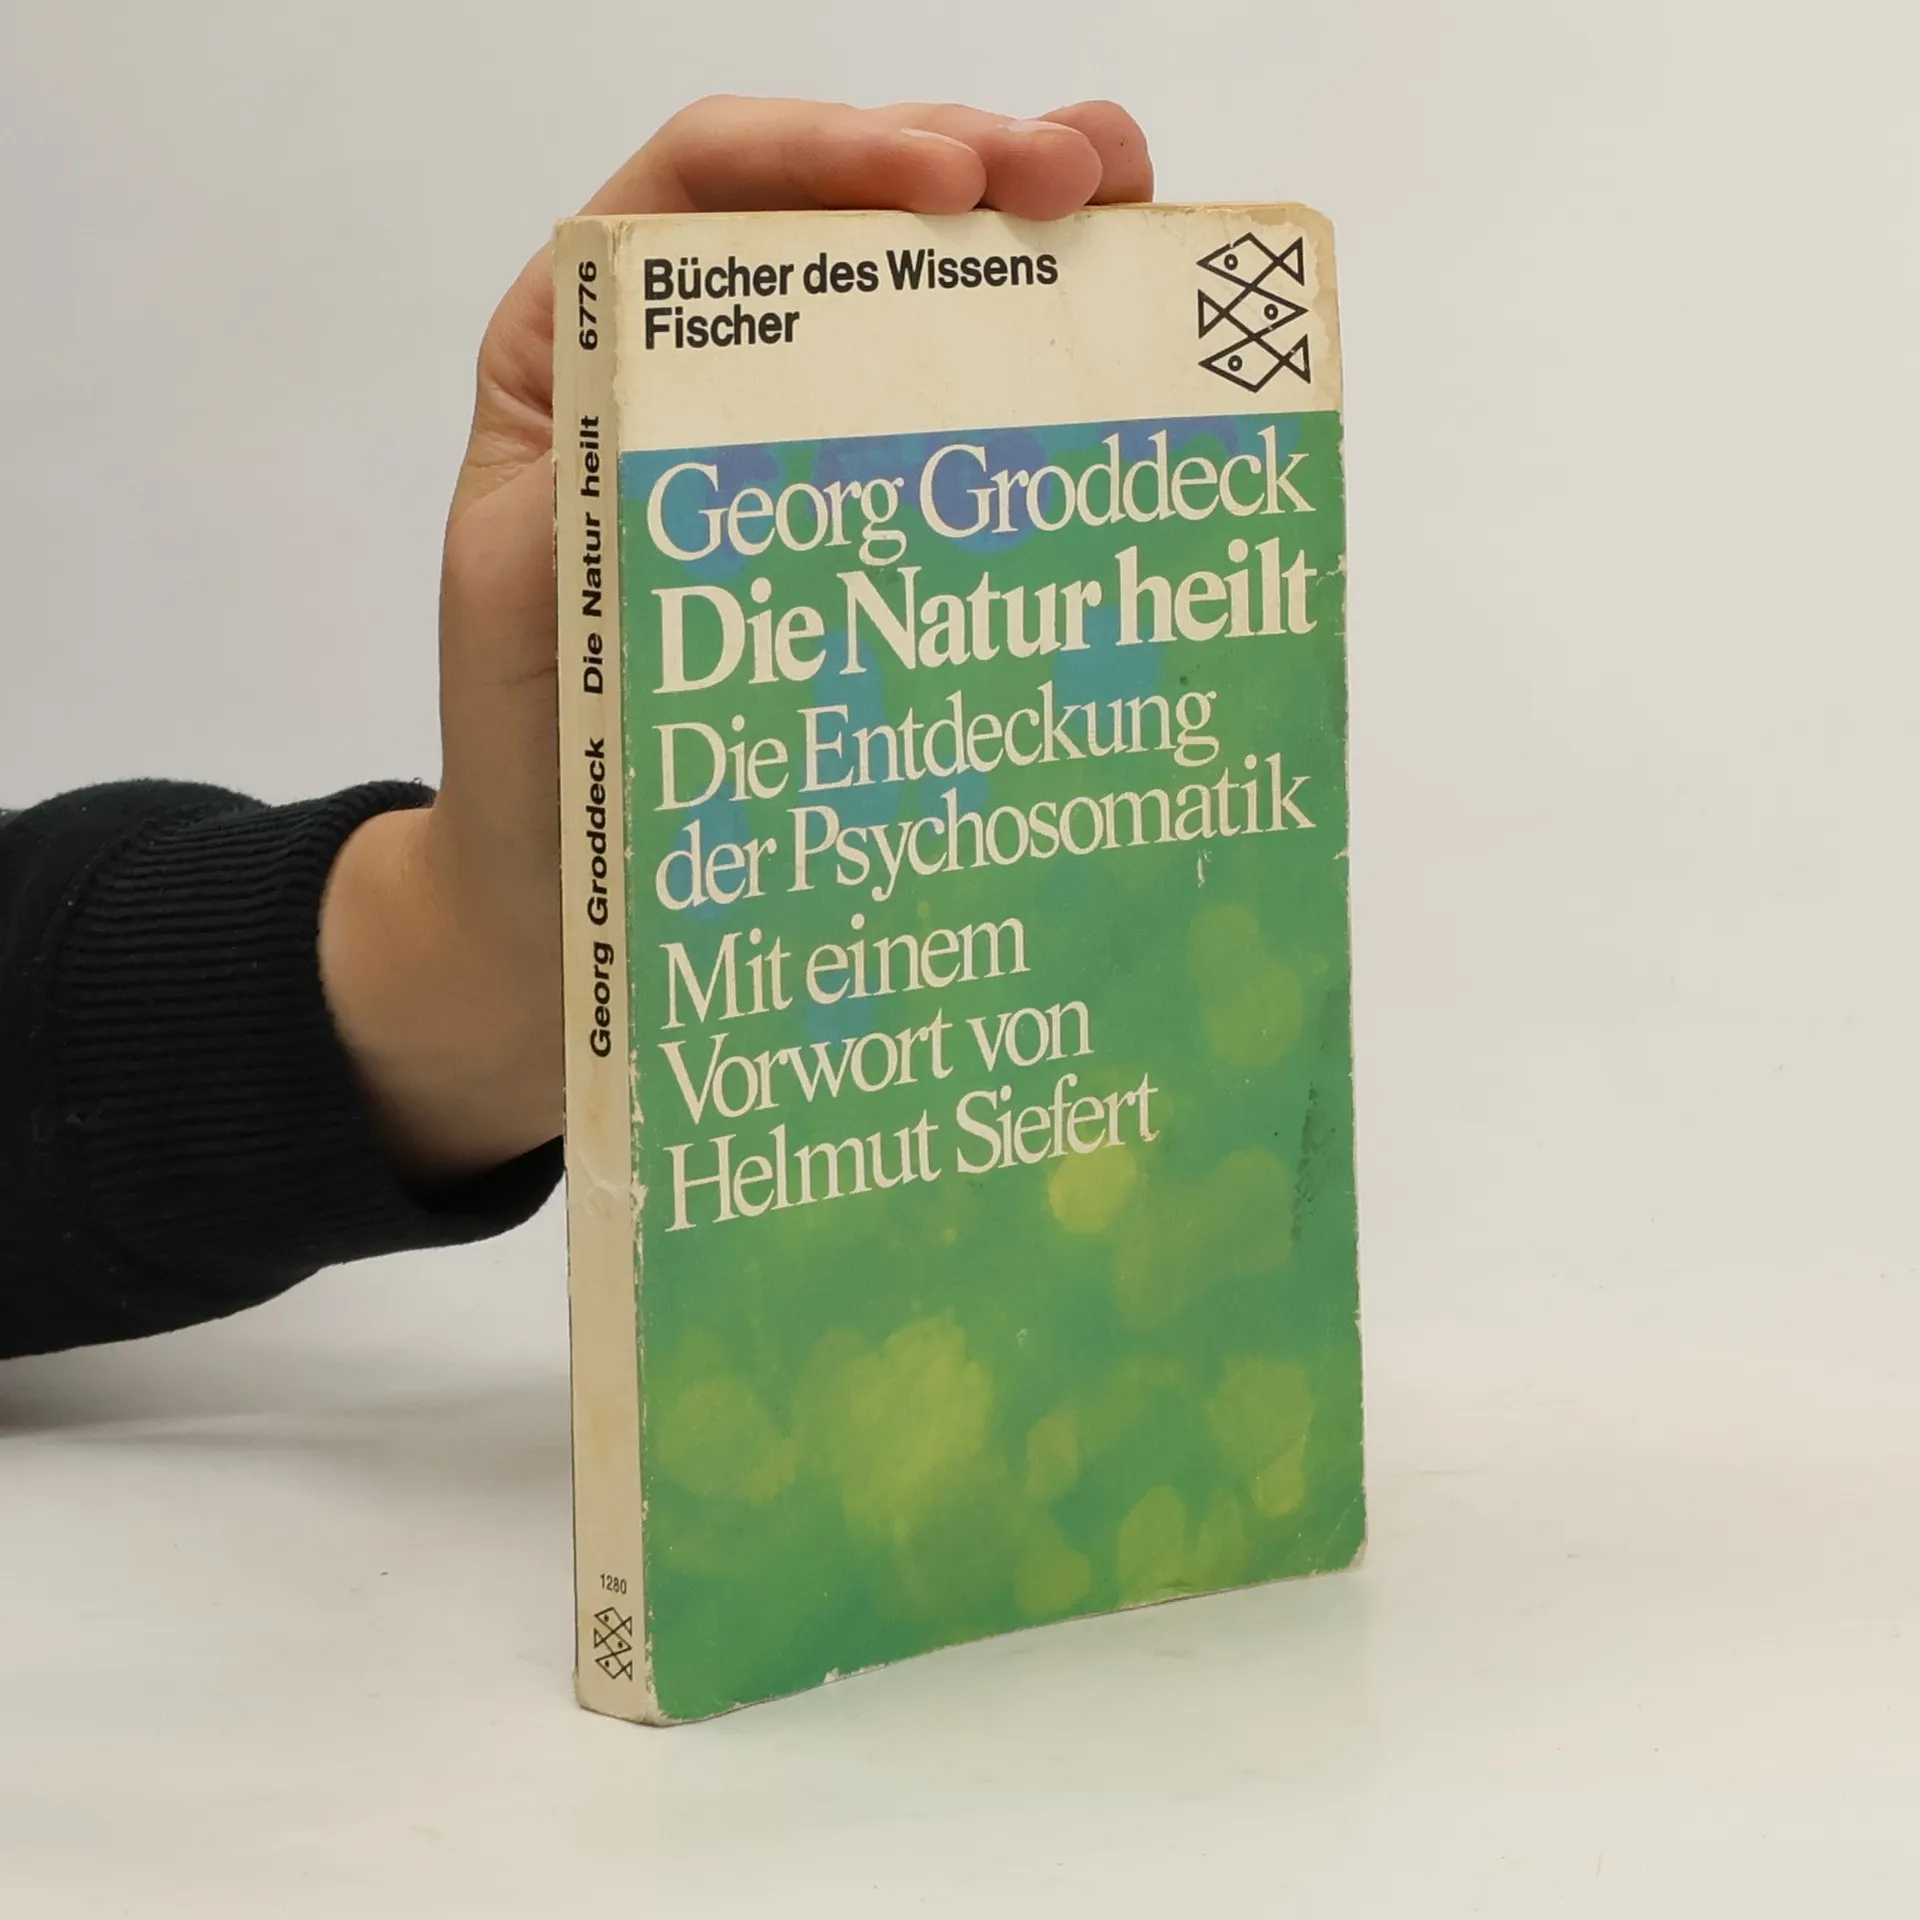 Bücher des Wissens
Fischer
Georg Groddeck
Die Natur heilt
Die Entdeckung
der Psychosomatik
Mit einem
Vorwort von
Helmut Siefert
Georg Groddeck Die Natur heilt 6776
1280